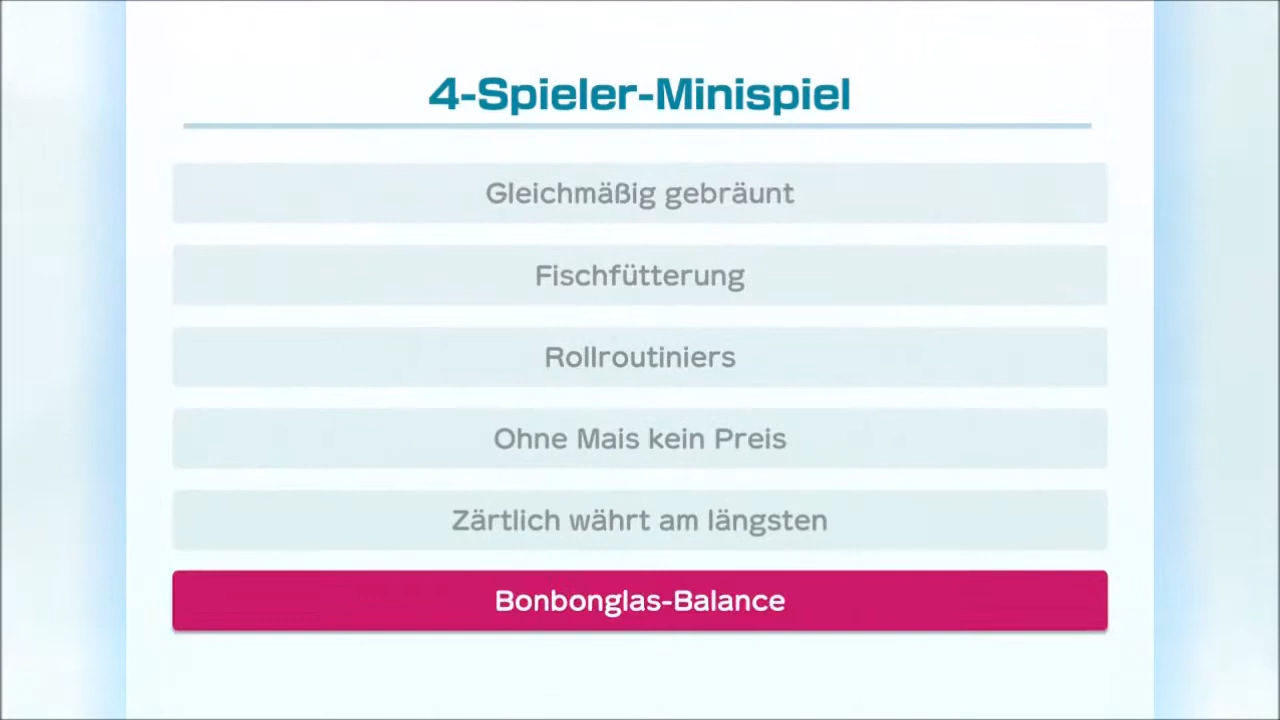 4-Spieler-Minispiel
Gleichmäßig gebräunt
Fischfütterung
Rollroutiniers
Ohne Mais kein Preis
Zärtlich währt am längsten
Bonbonglas-Balance